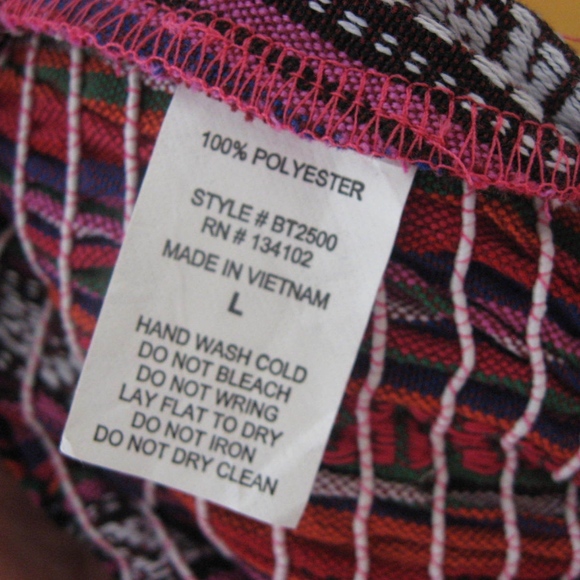 100% POLYESTER
STYLE # BT2500
RN # 134102
MADE IN VIETNAM
L
HAND WASH COLD
DO NOT BLEACH
DO NOT WRING
LAY FLAT TO DRY
DO NOT IRON
DO NOT DRY CLEAN